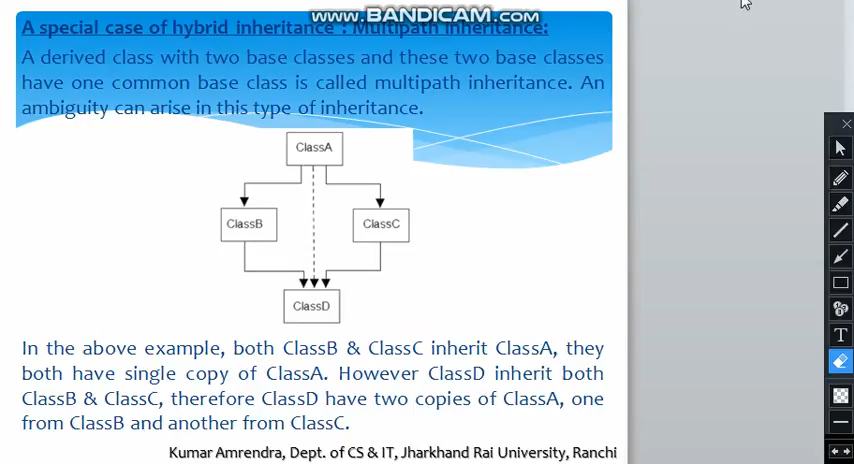 www.BANDICAM.com
A special case of hybrid inheritance : Multipath inheritance:
A derived class with two base classes and these two base classes
have one common base class is called multipath inheritance. An
ambiguity can arise in this type of inheritance.
ClassA
ClassB ClassC
ClassD
In the above example, both ClassB & ClassC inherit ClassA, they
both have single copy of ClassA. However ClassD inherit both
ClassB & ClassC, therefore ClassD have two copies of ClassA, one
from ClassB and another from ClassC.
Kumar Amrendra, Dept. of CS & IT, Jharkhand Rai University, Ranchi
T